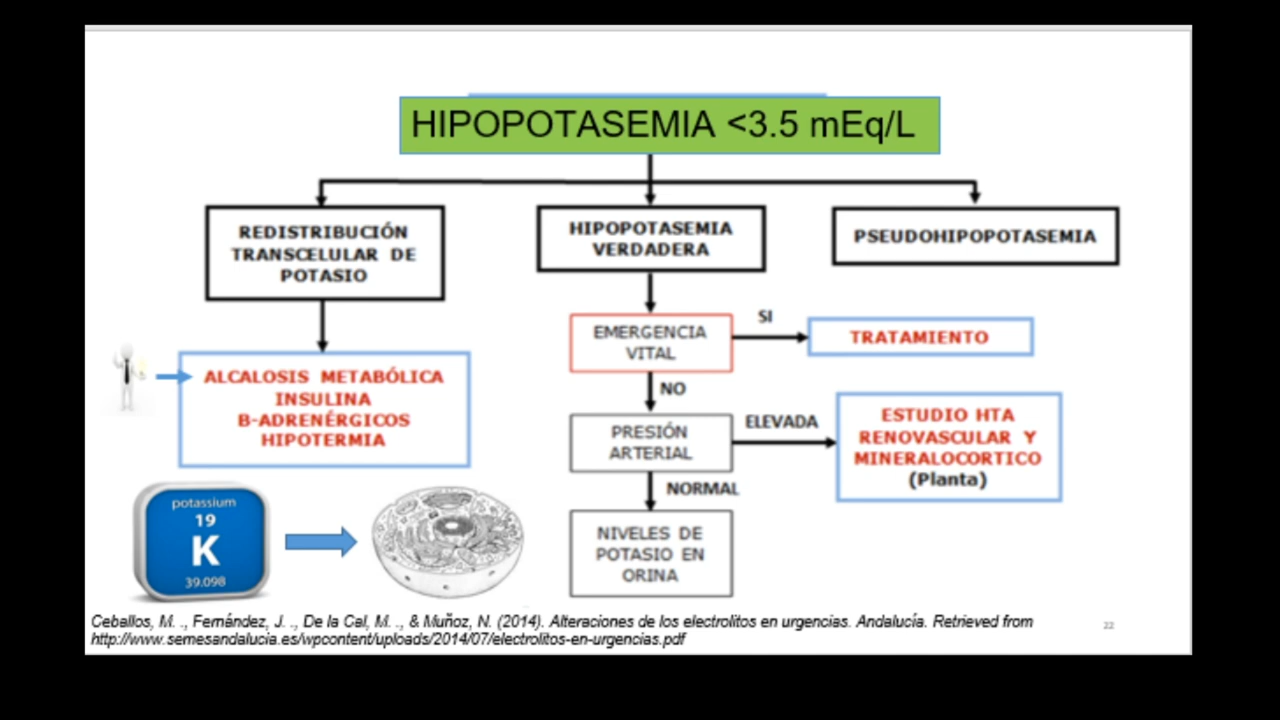 HIPOPOTASEMIA <3.5 mEq/L
REDISTRIBUCIÓN
TRANSCELULAR DE
POTASIO
HIPOPOTASEMIA
VERDADERA
PSEUDOHIPOPOTASEMIA
EMERGENCIA
VITAL
SI
TRATAMIENTO
ALCALOSIS METABÓLICA
INSULINA
B-ADRENÉRGICOS
HIPOTERMIA
NO
PRESIÓN
ARTERIAL
ELEVADA
ESTUDIO HTA
RENOVASCULAR Y
MINERALOCORTICO
(Planta)
NORMAL
NIVELES DE
POTASIO EN
ORINA
potassium
19
K
39.098
Ceballos, M. ., Fernández, J. ., De la Cal, M. ., & Muñoz, N. (2014). Alteraciones de los electrolitos en urgencias. Andalucía. Retrieved from
http://www.semesandalucia.es/wpcontent/uploads/2014/07/electrolitos-en-urgencias.pdf
22